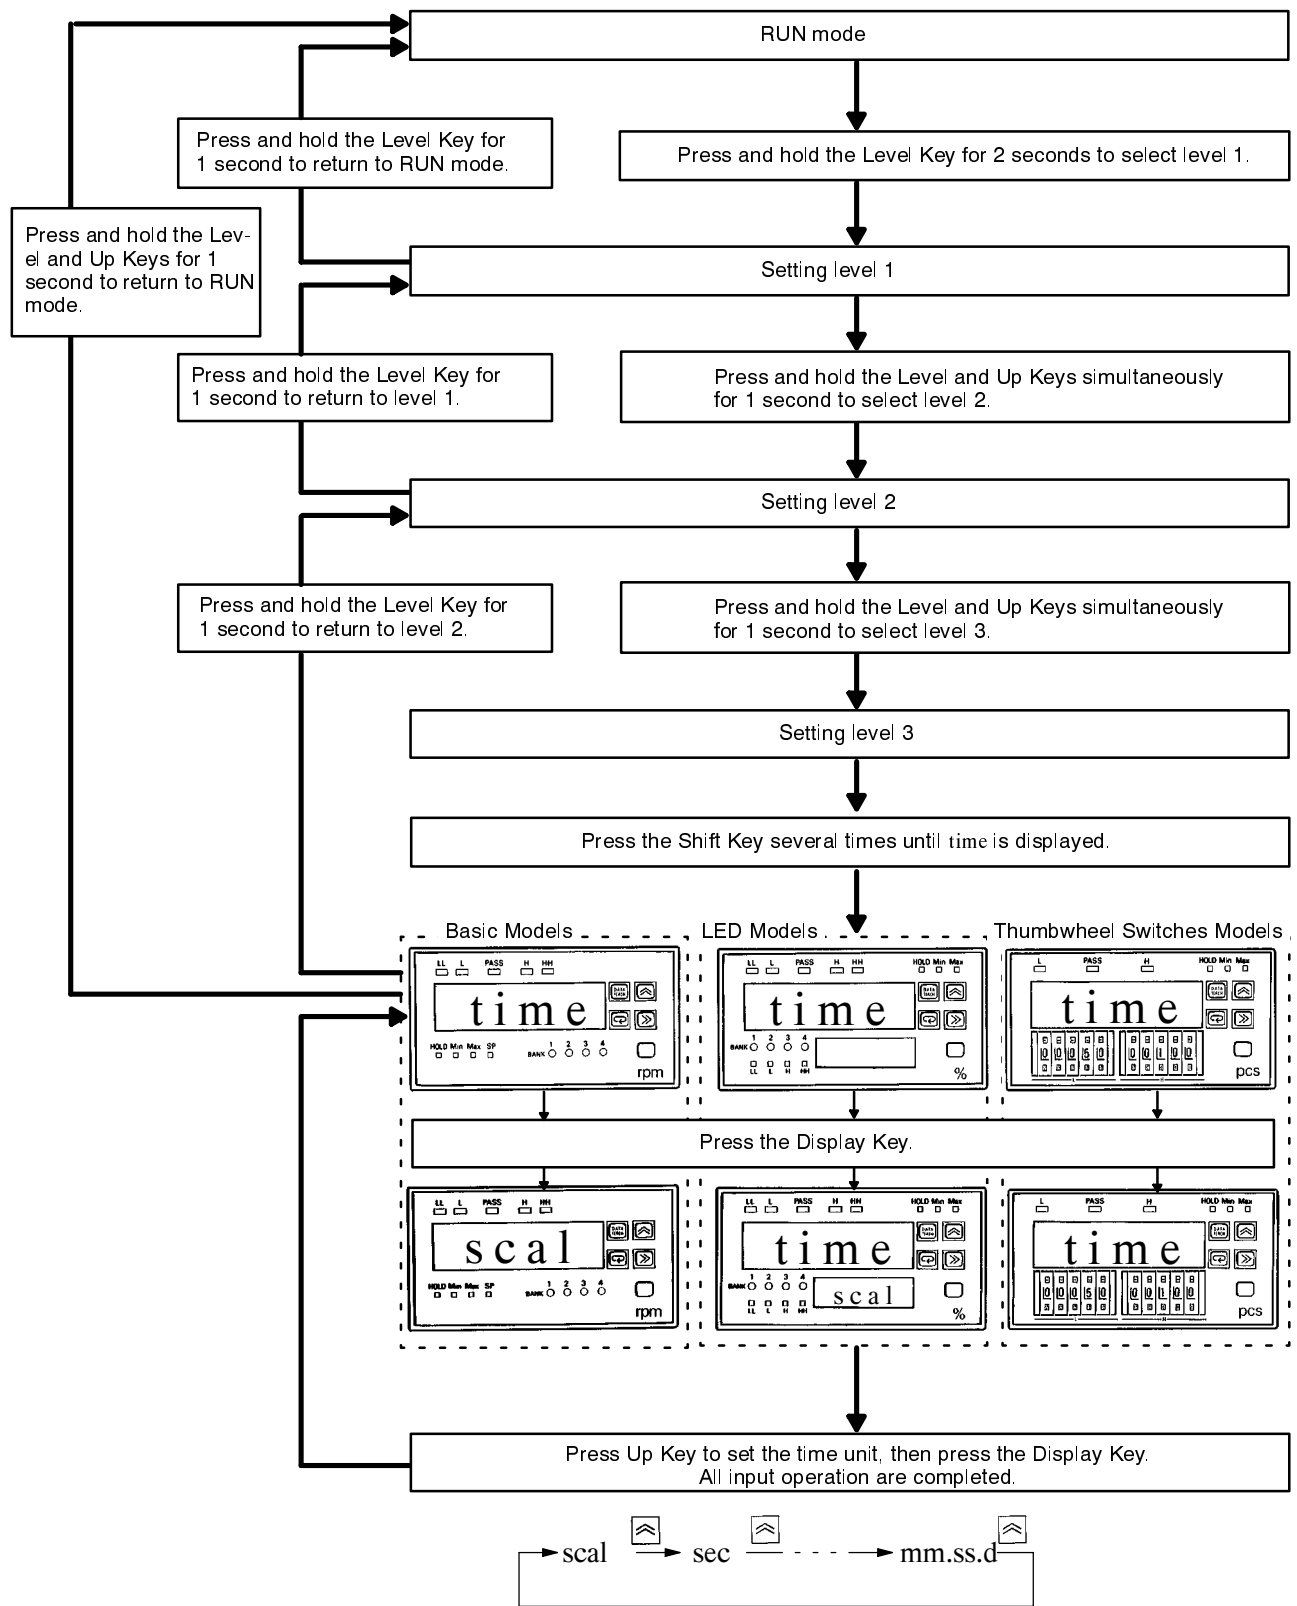 RUN mode
Press and hold the Level Key for
1 second to return to RUN mode.
Press and hold the Level Key for 2 seconds to select level 1.
Press and hold the Lev-
el and Up Keys for 1
second to return to RUN
mode.
Setting level 1
Press and hold the Level Key for
1 second to return to level 1.
Press and hold the Level and Up Keys simultaneously
for 1 second to select level 2.
Setting level 2
Press and hold the Level Key for
1 second to return to level 2.
Press and hold the Level and Up Keys simultaneously
for 1 second to select level 3.
Setting level 3
Press the Shift Key several times until time is displayed.
Basic Models
LL L PASS H HH
time
HOLD Min Max SP
BANK 1 2 3 4
rpm
LED Models
LL L PASS H HH
HOLD Min Max
time
BANK 1 2 3 4
LL L H HH
%
Thumbwheel Switches Models
L PASS H
HOLD Min Max
time
pcs
Press the Display Key.
LL L PASS H HH
scal
HOLD Min Max SP
BANK 1 2 3 4
rpm
LL L PASS H HH
HOLD Min Max
time
BANK 1 2 3 4
scal
LL L H HH
%
L PASS H
HOLD Min Max
time
pcs
Press Up Key to set the time unit, then press the Display Key.
All input operation are completed.
scal sec mm.ss.d